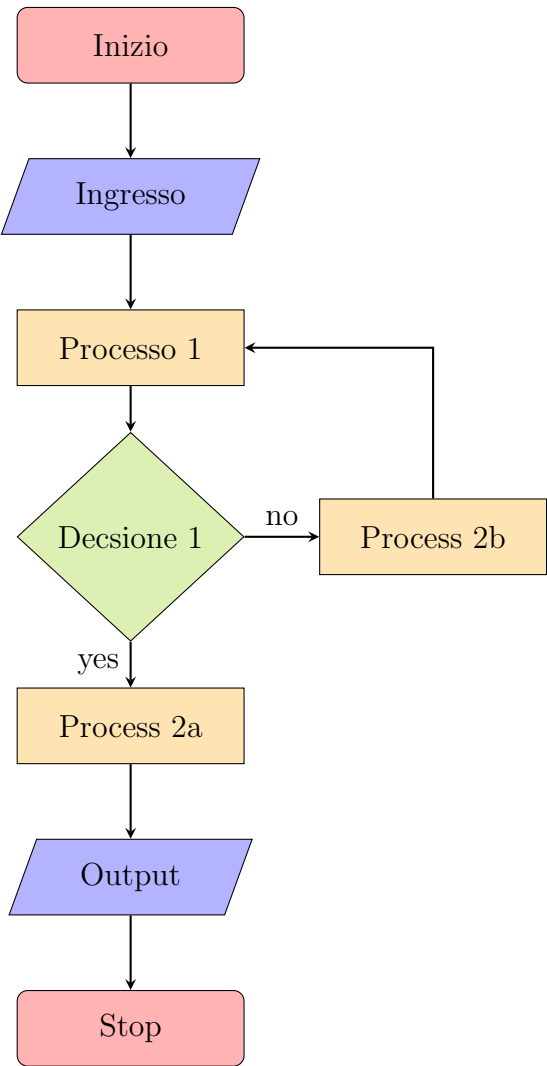 Inizio
Ingresso
Processo 1
Decsione 1
no
Process 2b
yes
Process 2a
Output
Stop